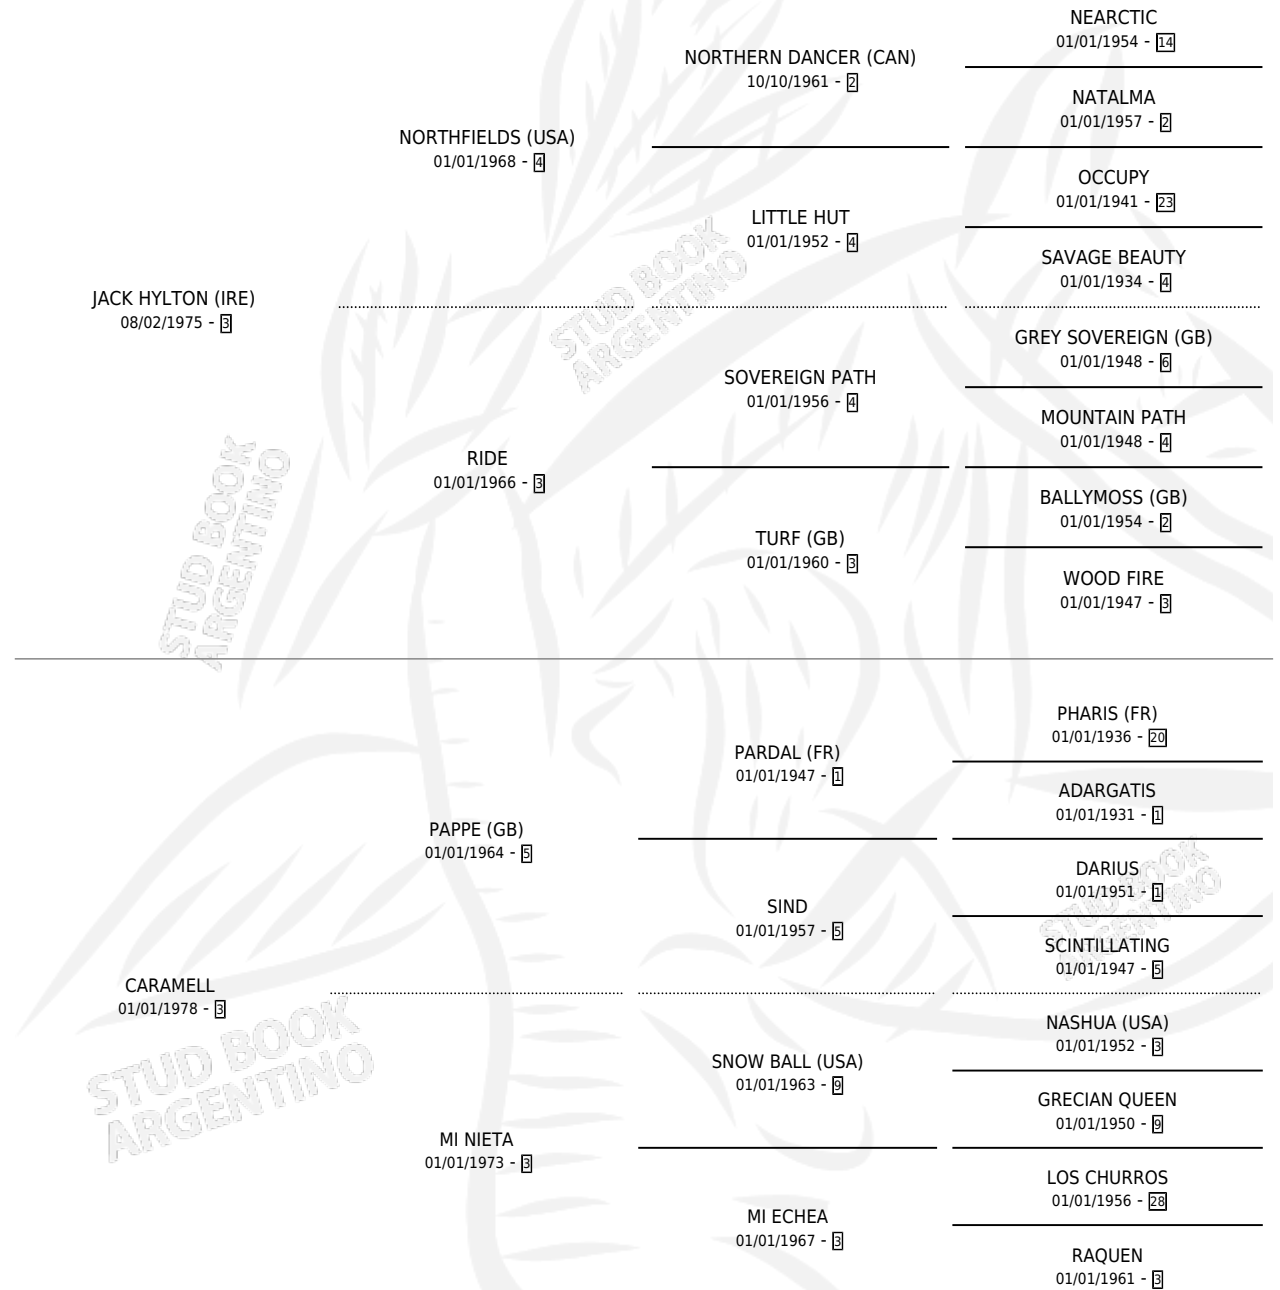 NEARCTIC
01/01/1954 - 14
NORTHERN DANCER (CAN)
10/10/1961 - 2
NATALMA
01/01/1957 - 2
NORTHFIELDS (USA)
01/01/1968 - 4
OCCUPY
01/01/1941 - 23
LITTLE HUT
01/01/1952 - 4
SAVAGE BEAUTY
01/01/1934 - 4
JACK HYLTON (IRE)
08/02/1975 - 3
GREY SOVEREIGN (GB)
01/01/1948 - 6
SOVEREIGN PATH
01/01/1956 - 4
MOUNTAIN PATH
01/01/1948 - 4
RIDE
01/01/1966 - 3
BALLYMOSS (GB)
01/01/1954 - 2
TURF (GB)
01/01/1960 - 3
WOOD FIRE
01/01/1947 - 3
PHARIS (FR)
01/01/1936 - 20
PARDAL (FR)
01/01/1947 - 1
ADARGATIS
01/01/1931 - 1
PAPPE (GB)
01/01/1964 - 5
DARIUS
01/01/1951 - 1
SIND
01/01/1957 - 5
SCINTILLATING
01/01/1947 - 5
CARAMELL
01/01/1978 - 3
NASHUA (USA)
01/01/1952 - 3
SNOW BALL (USA)
01/01/1963 - 9
GRECIAN QUEEN
01/01/1950 - 9
MI NIETA
01/01/1973 - 3
LOS CHURROS
01/01/1956 - 28
MI ECHEA
01/01/1967 - 3
RAQUEN
01/01/1961 - 3
STUD BOOK
ARGENTINO
STUD BOOK
ARGENTINO
STUD BOOK
ARGENTINO
STUD BOOK
ARGENTINO